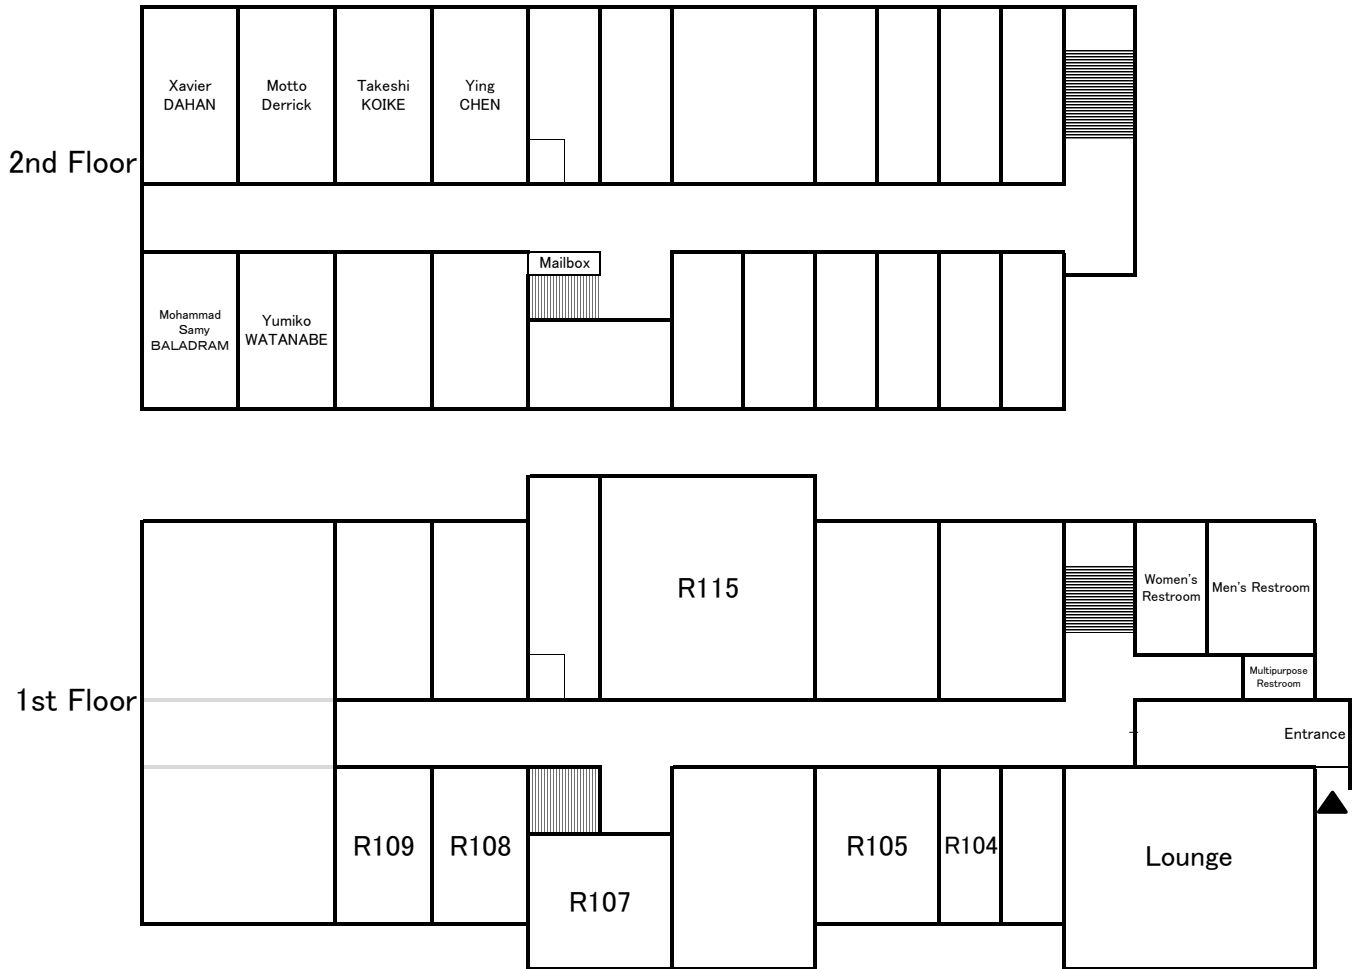 Xavier
DAHAN
Motto
Derrick
Takeshi
KOIKE
Ying
CHEN
2nd Floor
Mailbox
Mohammad
Samy
BALADRAM
Yumiko
WATANABE
R115
Women's
Restroom
Men's Restroom
Multipurpose
Restroom
1st Floor
Entrance
R109
R108
R107
R105
R104
Lounge